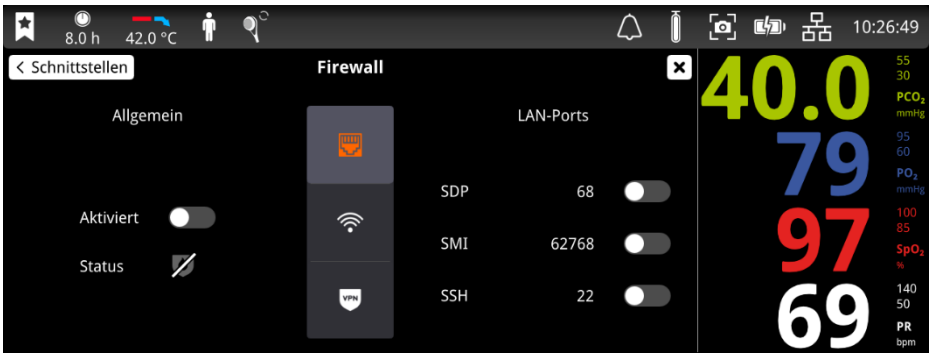 8.0 h
42.0 °C
10:26:49
< Schnittstellen
Firewall
Allgemein
Aktiviert
Status
VPN
LAN-Ports
SDP 68
SMI 62768
SSH 22
40.0
55
30
PCO₂
mmHg
79
95
60
PO₂
mmHg
97
100
85
SpO₂
%
69
140
50
PR
bpm